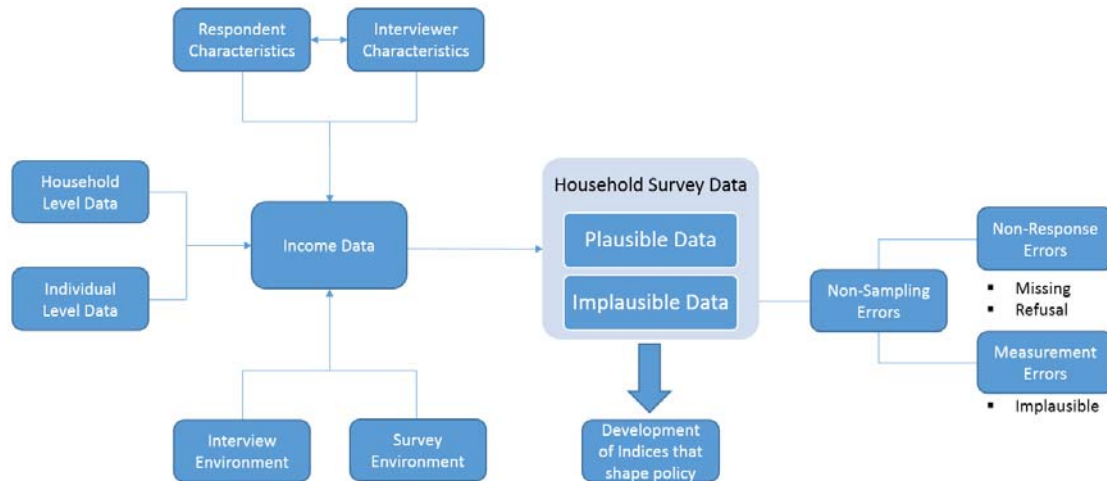 Respondent
Characteristics
Interviewer
Characteristics
Household
Level Data
Individual
Level Data
Income Data
Household Survey Data
Plausible Data
Implausible Data
Non-Sampling
Errors
Non-Response
Errors
▪ Missing
▪ Refusal
Measurement
Errors
▪ Implausible
Interview
Environment
Survey
Environment
Development
of Indices that
shape policy